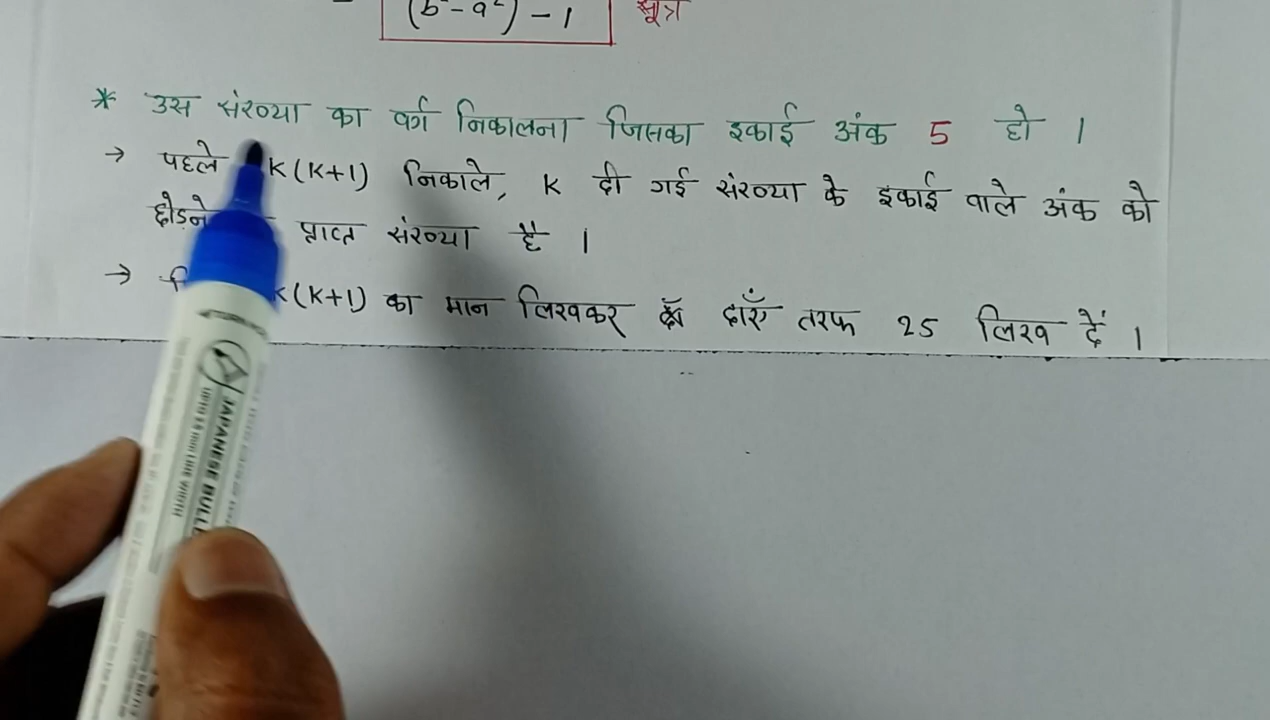 (b² - a²) - 1 सूत्र
* उस संख्या का वर्ग निकालना जिसका इकाई अंक 5 हो ।
→ पहले K(K+1) निकाले, K दी गई संख्या के इकाई वाले अंक को
छोडने प्राप्त संख्या है ।
→ K(K+1) का मान लिखकर दाएँ तरफ 25 लिख दें ।
JAPANESE BULL